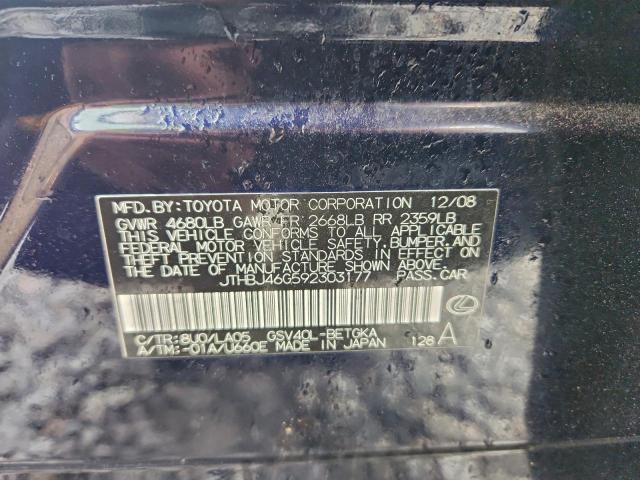 MFD. BY: TOYOTA MOTOR CORPORATION 12/08
GVWR 4680LB GAWR FR 2668LB RR 2359LB
THIS VEHICLE CONFORMS TO ALL APPLICABLE
FEDERAL MOTOR VEHICLE SAFETY, BUMPER, AND
THEFT PREVENTION STANDARDS IN EFFECT ON
THE DATE OF MANUFACTURE SHOWN ABOVE.
JTHBJ46G592303177 PASS-CAR
C/TR: 8U0/LA05 GSV40L-BETGKA
A/TM: -01A/U660E MADE IN JAPAN 128 A